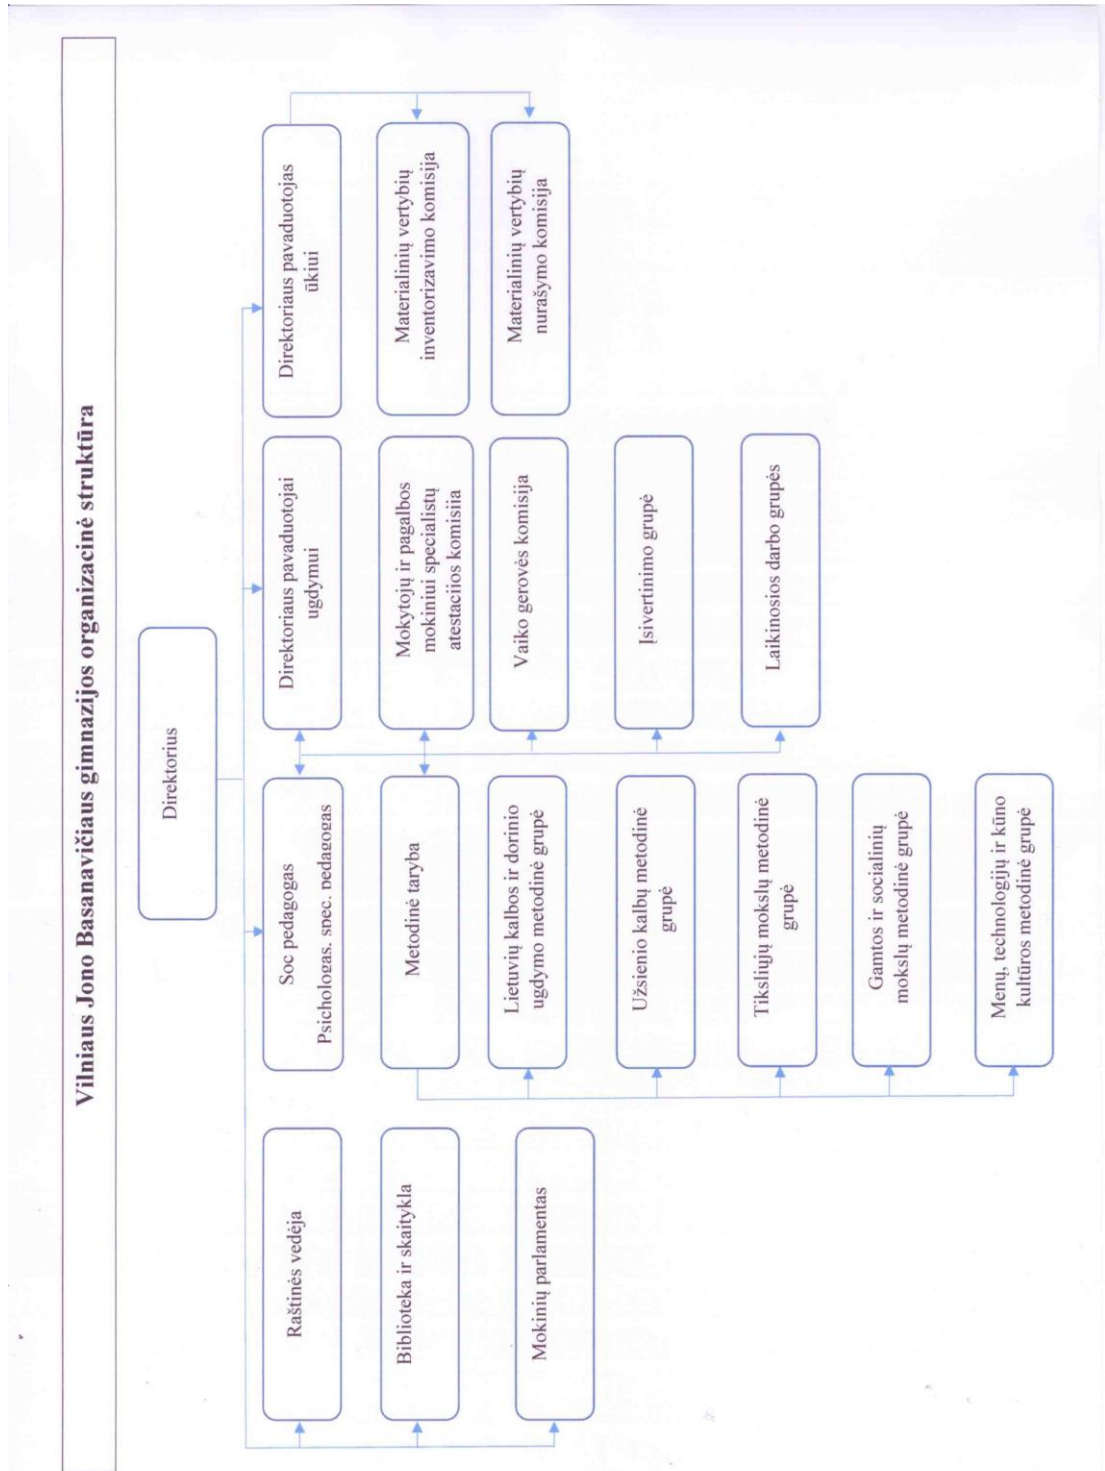 Vilniaus Jono Basanavičiaus gimnazijos organizacinė struktūra
Direktorius
Raštinės vedėja
Biblioteka ir skaitykla
Mokinių parlamentas
Soc pedagogas
Psichologas, spec. pedagogas
Metodinė taryba
Lietuvių kalbos ir dorinio
ugdymo metodinė grupė
Užsienio kalbų metodinė
grupė
Tiksliųjų mokslų metodinė
grupė
Gamtos ir socialinių
mokslų metodinė grupė
Menų, technologijų ir kūno
kultūros metodinė grupė
Direktoriaus pavaduotojai
ugdymui
Mokytojų ir pagalbos
mokiniui specialistų
atestacijos komisija
Vaiko gerovės komisija
Įsivertinimo grupė
Laikinosios darbo grupės
Direktoriaus pavaduotojas
ūkiui
Materialinių vertybių
inventorizavimo komisija
Materialinių vertybių
nurašymo komisija